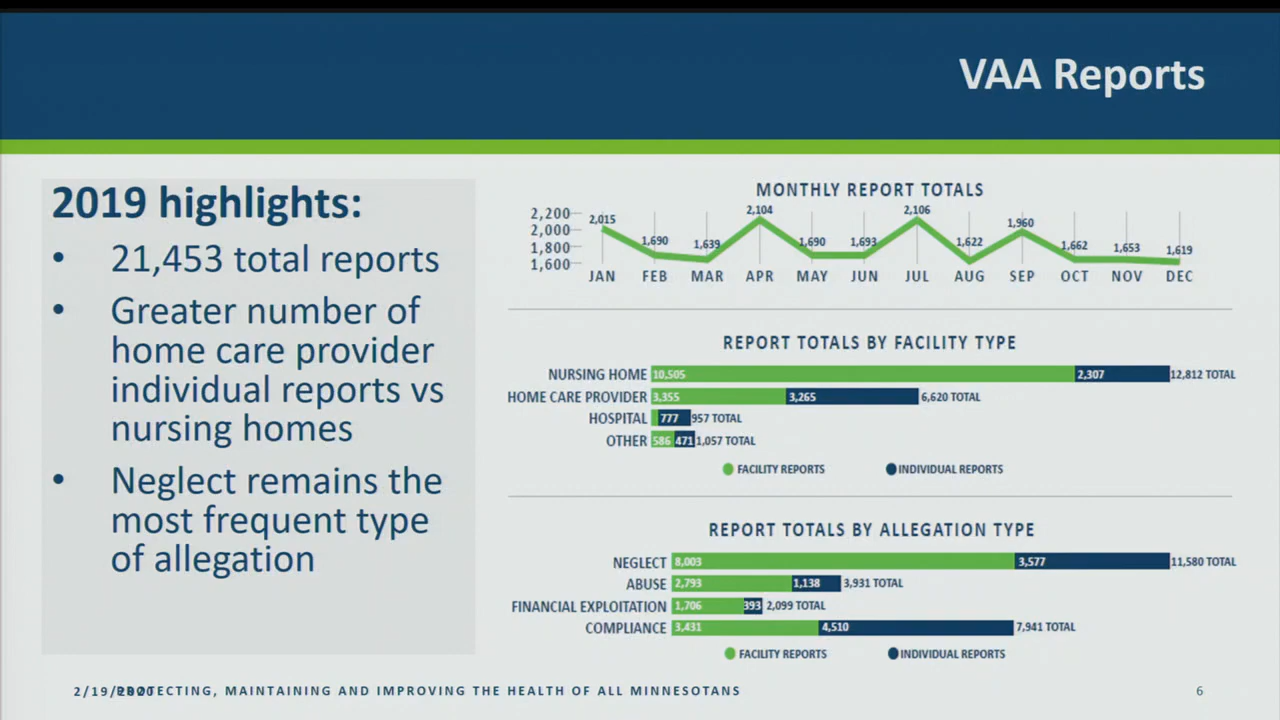 VAA Reports
2019 highlights:
• 21,453 total reports
• Greater number of
home care provider
individual reports vs
nursing homes
• Neglect remains the
most frequent type
of allegation
MONTHLY REPORT TOTALS
2,200
2,000
1,800
1,600
2,015
1,690
1,639
2,104
1,690
1,693
2,106
1,622
1,960
1,662
1,653
1,619
JAN FEB MAR APR MAY JUN JUL AUG SEP OCT NOV DEC
REPORT TOTALS BY FACILITY TYPE
NURSING HOME 10,505 2,307 12,812 TOTAL
HOME CARE PROVIDER 3,355 3,265 6,620 TOTAL
HOSPITAL 777 957 TOTAL
OTHER 586 471 1,057 TOTAL
FACILITY REPORTS INDIVIDUAL REPORTS
REPORT TOTALS BY ALLEGATION TYPE
NEGLECT 8,003 3,577 11,580 TOTAL
ABUSE 2,793 1,138 3,931 TOTAL
FINANCIAL EXPLOITATION 1,706 393 2,099 TOTAL
COMPLIANCE 3,431 4,510 7,941 TOTAL
FACILITY REPORTS INDIVIDUAL REPORTS
2/19/2020 PROTECTING, MAINTAINING AND IMPROVING THE HEALTH OF ALL MINNESOTANS
6